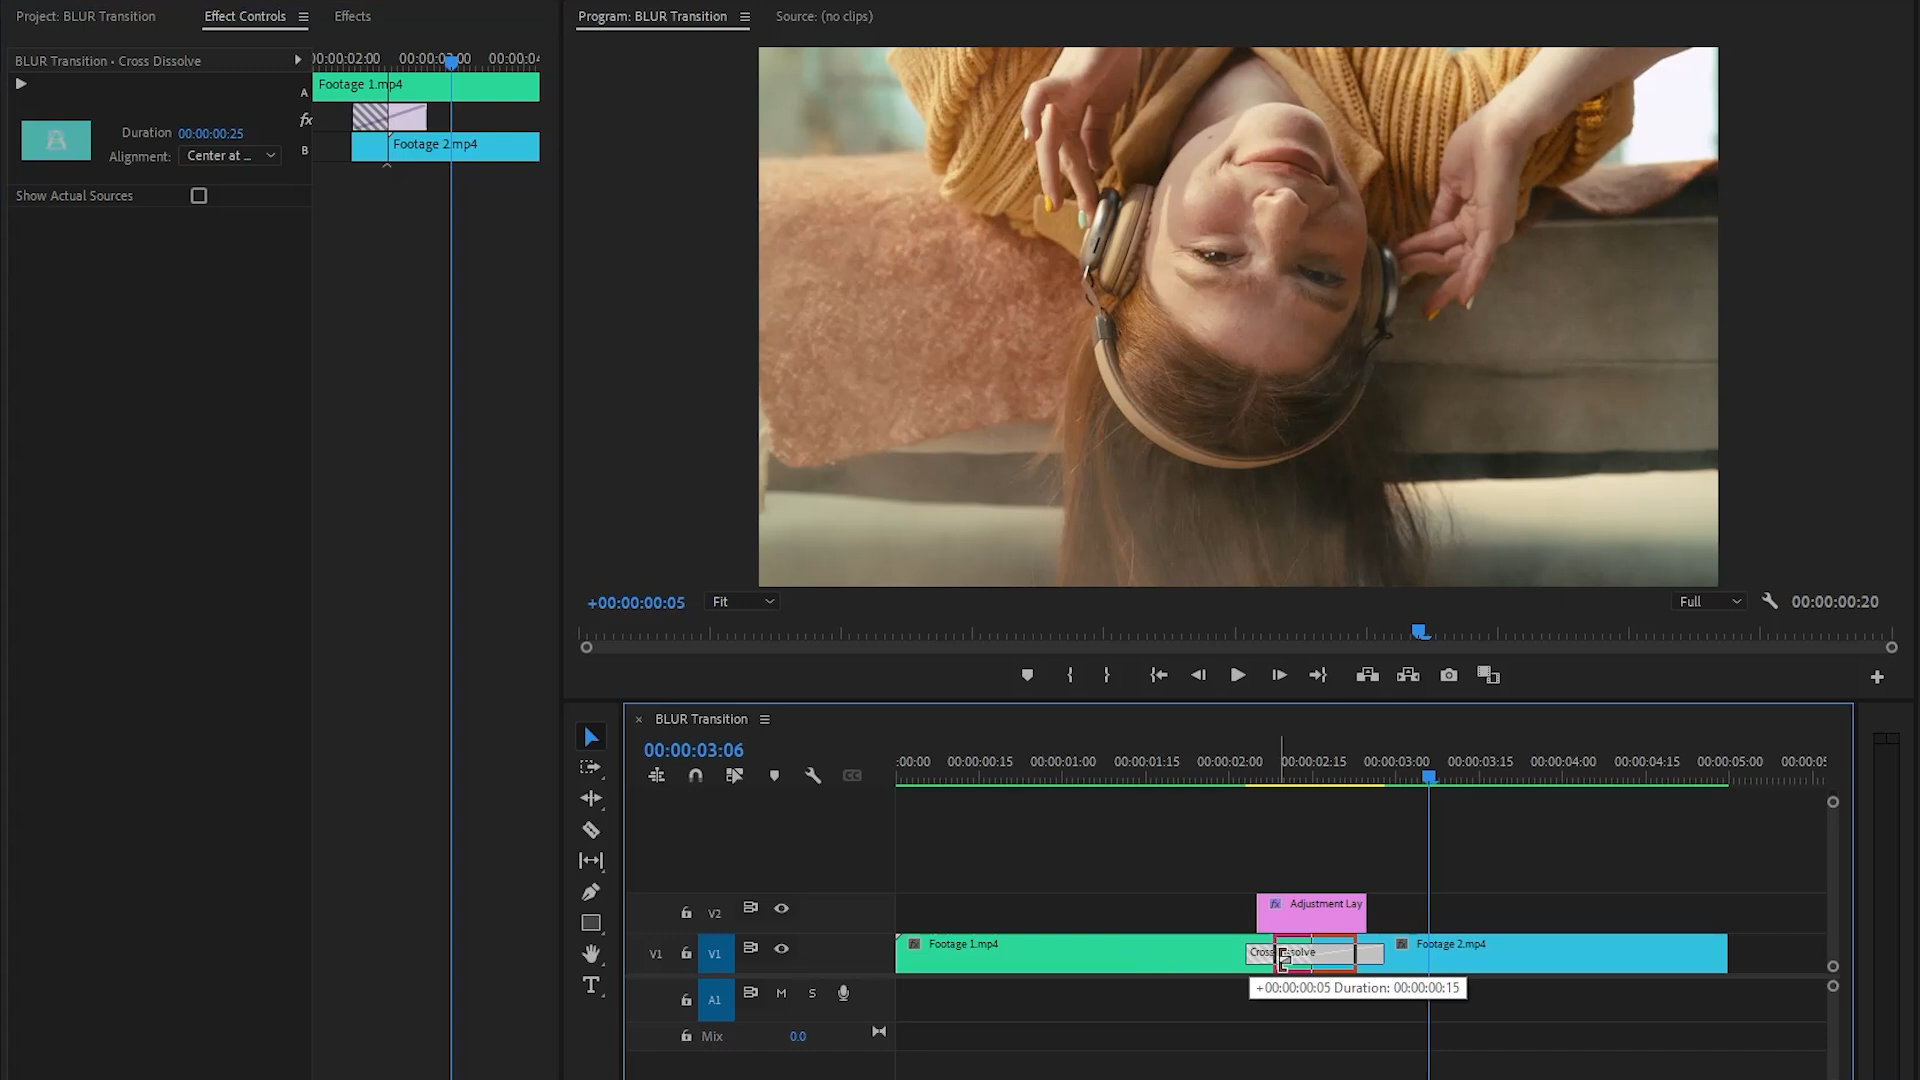 Project: BLUR Transition
Effect Controls
Effects
Program: BLUR Transition
Source: (no clips)
BLUR Transition • Cross Dissolve
00:00:02:00
Footage 1.mp4
A
fx
Duration 00:00:00:25
Alignment: Center at ...
B
Footage 2.mp4
Show Actual Sources
+00:00:00:05
Fit
Full
00:00:00:20
× BLUR Transition
00:00:03:06
:00:00 00:00:00:15 00:00:01:00 00:00:01:15 00:00:02:00 00:00:02:15 00:00:03:00 00:00:03:15 00:00:04:00 00:00:04:15 00:00:05:00
V2
fx Adjustment Lay
V1 V1
Footage 1.mp4
Footage 2.mp4
+00:00:00:05 Duration: 00:00:00:15
A1 M S
Mix 0.0